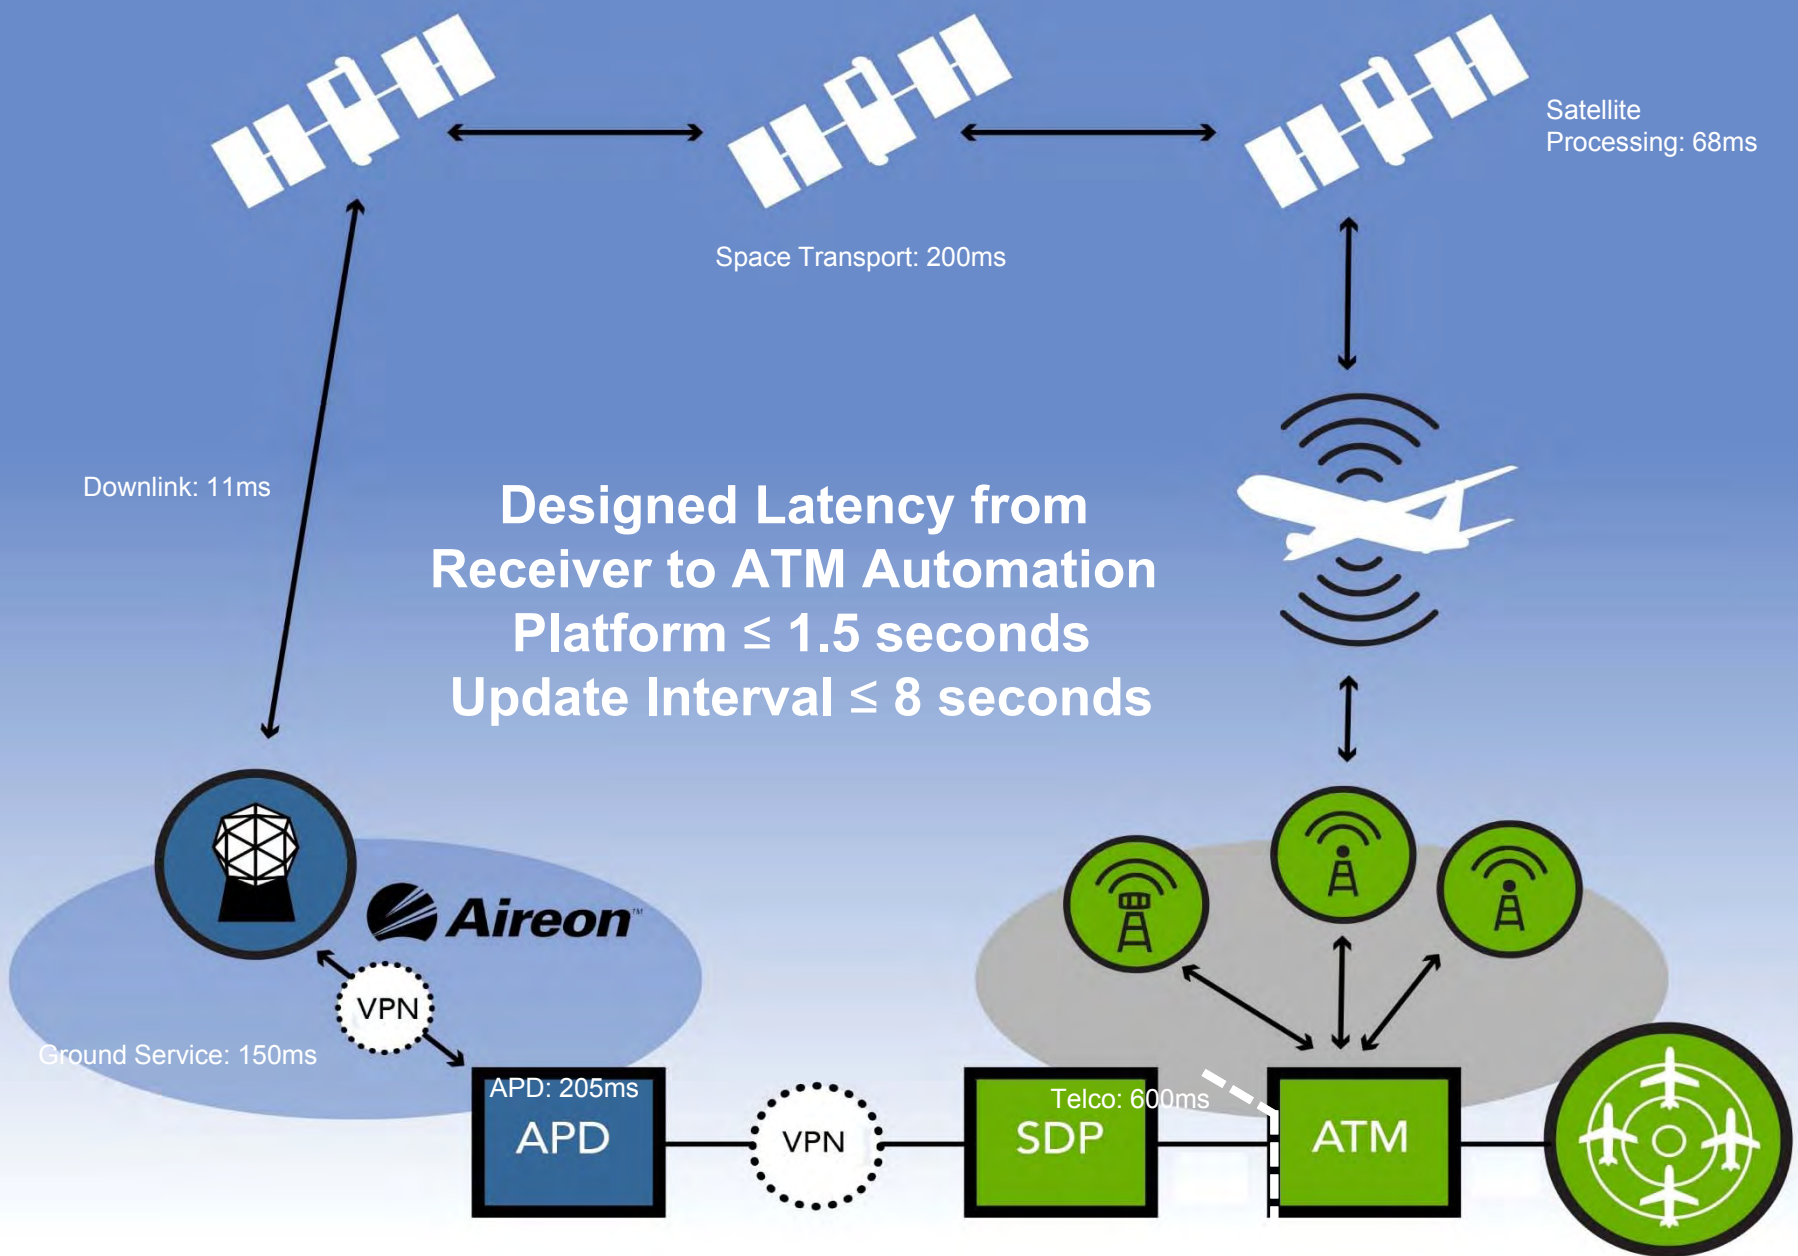 Satellite
Processing: 68ms
Space Transport: 200ms
Downlink: 11ms
Designed Latency from
Receiver to ATM Automation
Platform ≤ 1.5 seconds
Update Interval ≤ 8 seconds
Aireon™
VPN
Ground Service: 150ms
APD: 205ms
Telco: 600ms
APD
VPN
SDP
ATM